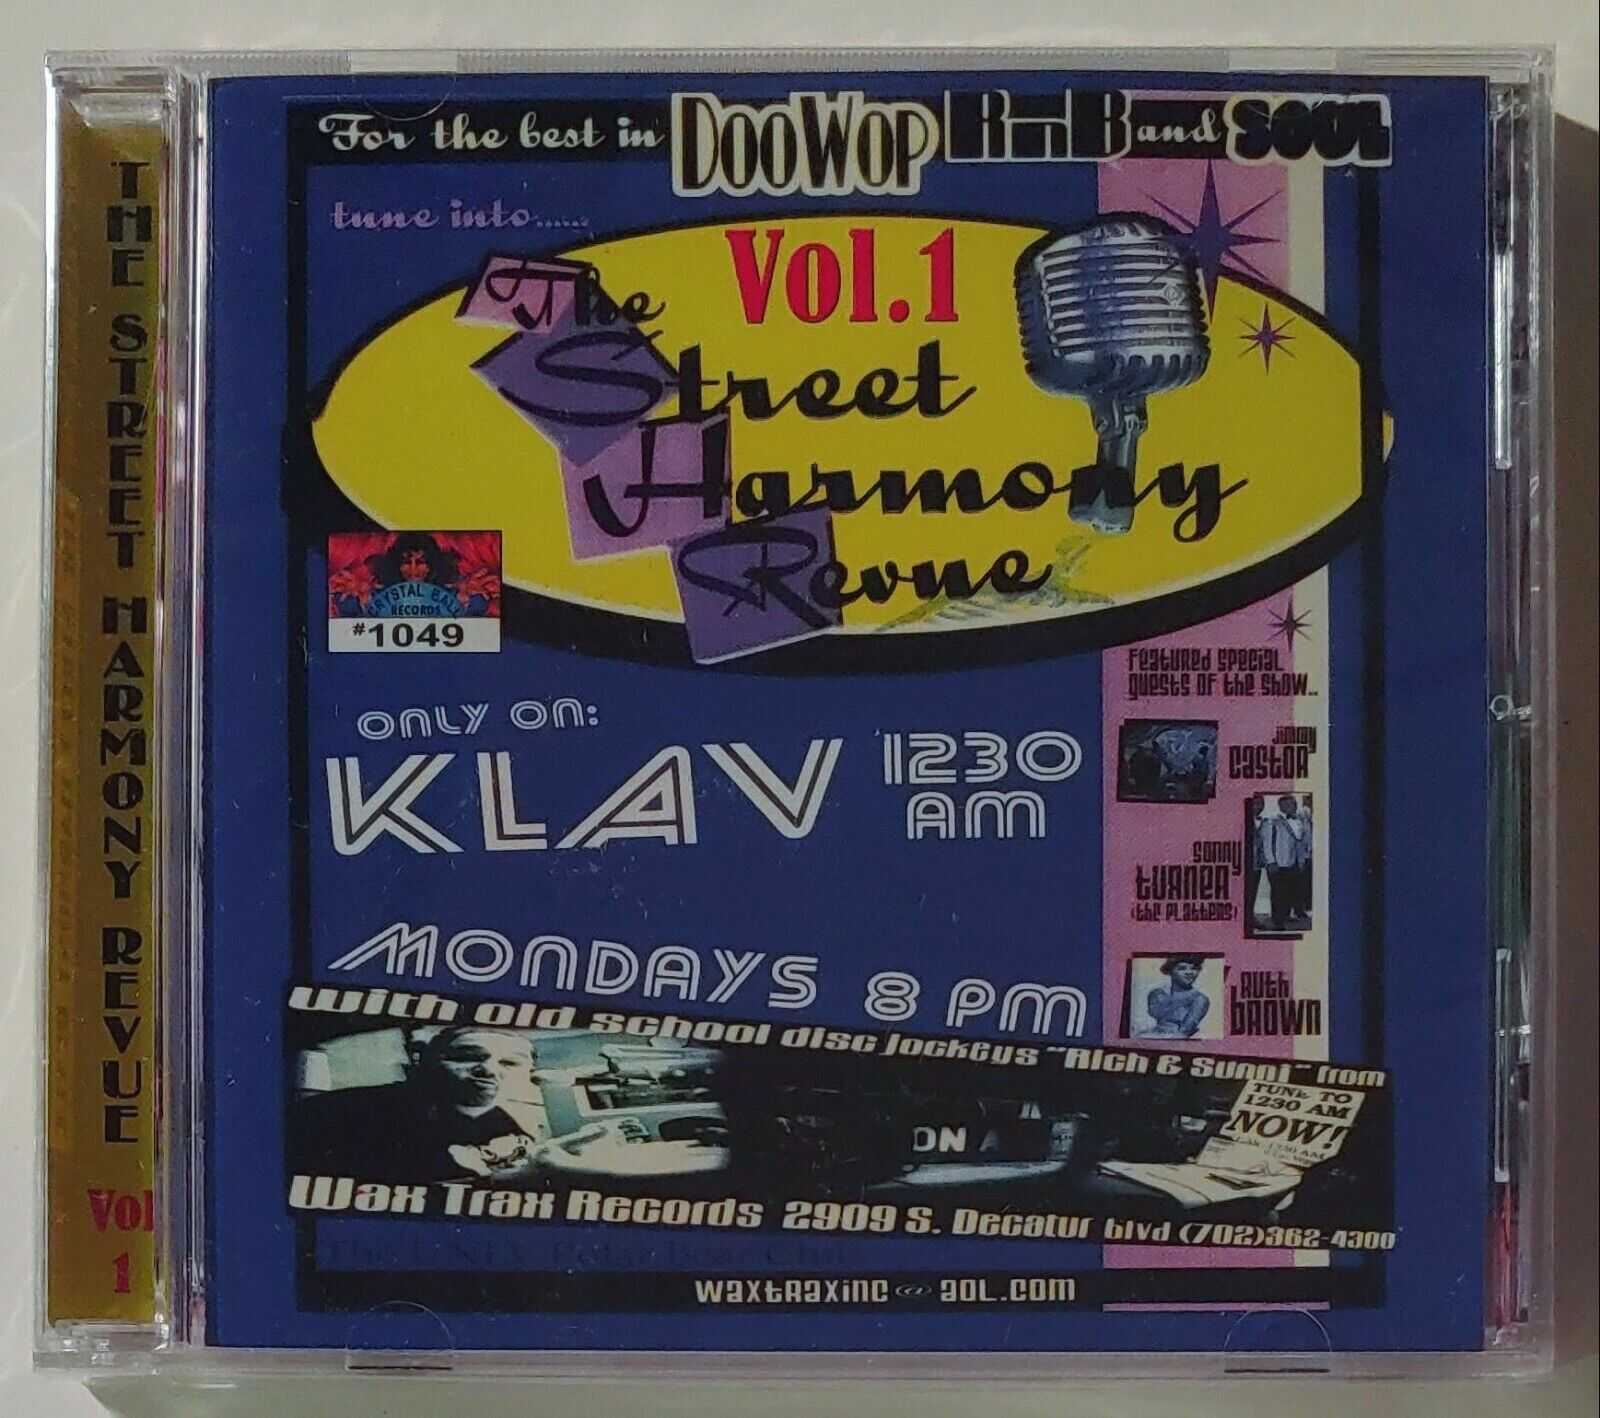 THE STREET HARMONY REVUE
Vol
1
For the best in DOOWOP RnB and SOUL
tune into......
Vol.1
The
Street
Harmony
Revue
CRYSTAL BALL
RECORDS
#1049
Featured special
guests of the show..
Jimmy
Castor
Sonny
Turner
(the Platters)
Ruth
Brown
Only on:
KLAV 1230
AM
Mondays 8 PM
with old school disc jockeys "Rich & Sunni" from
ON A
TUNE TO
1230 AM
NOW!
Wax Trax Records 2909 S. Decatur blvd (702)362-4300
waxtraxinc@aol.com